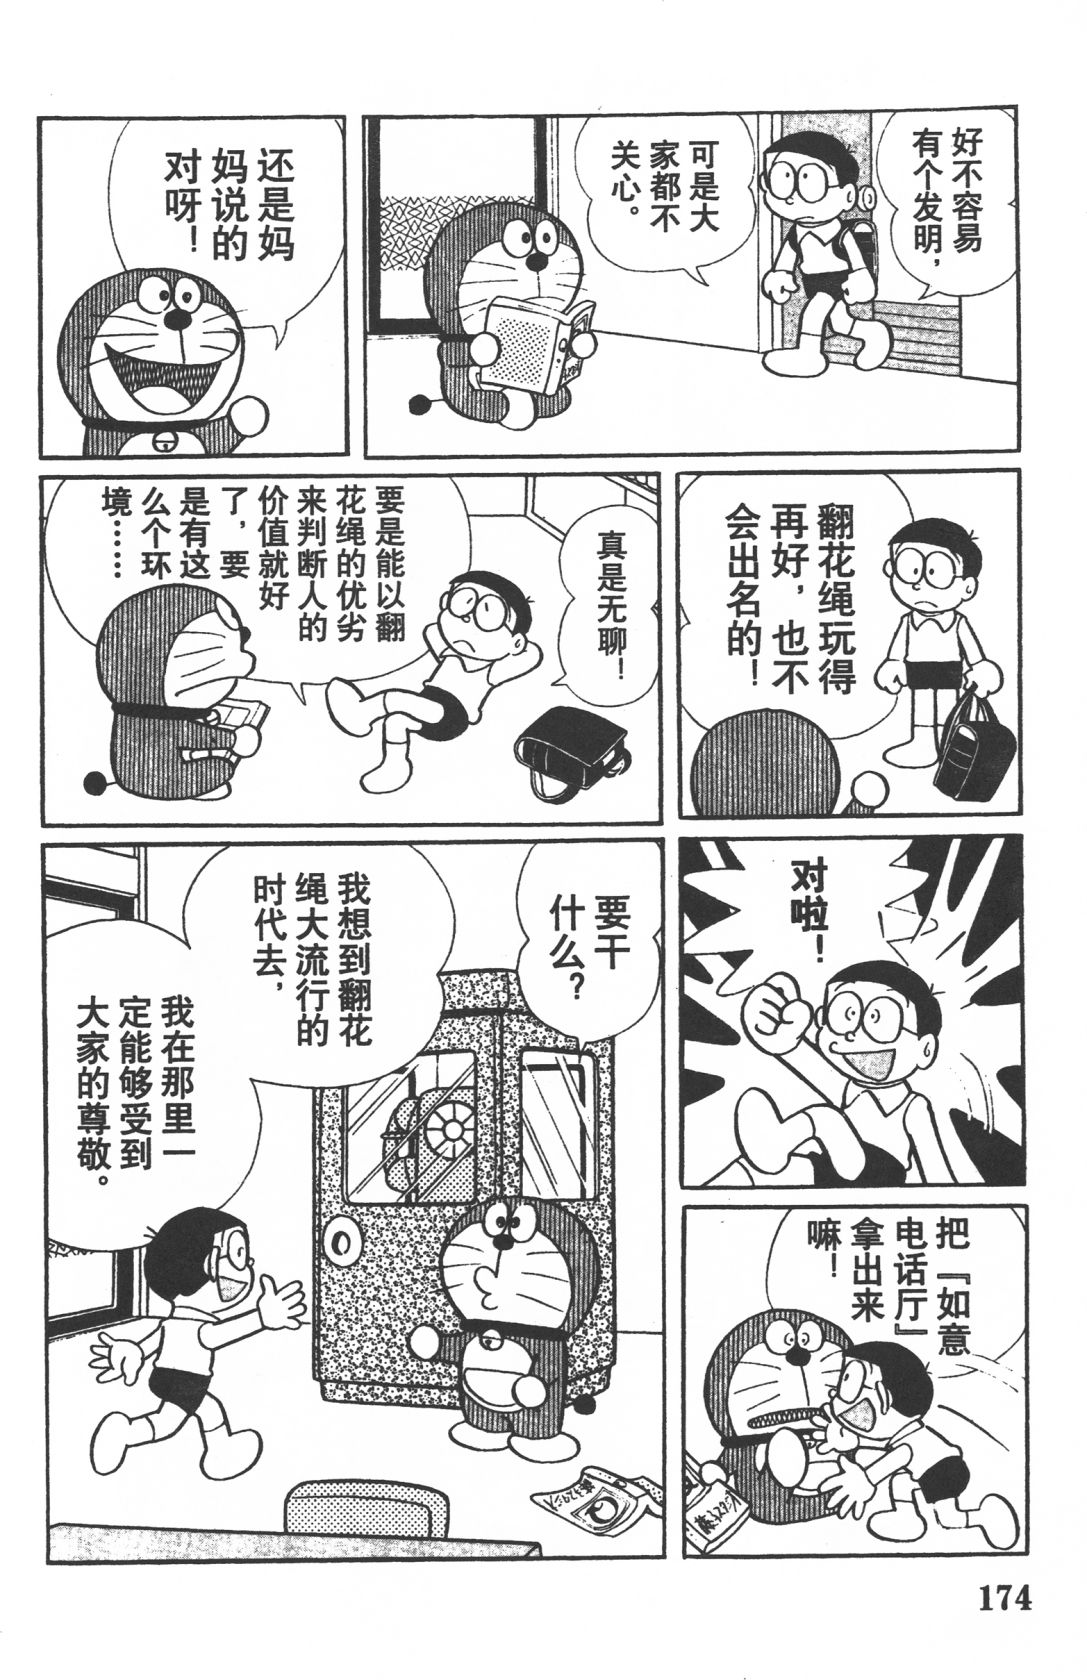 好不容易
有个发明，
可是大
家都不
关心。
还是妈
妈说的
对呀！
翻花绳玩得
再好，也不
会出名的！
真是无聊！
要是能以翻
花绳的优劣
来判断人的
价值就好
了，要
是有这
么个环
境……
对
啦！
把『如意
电话厅』
拿出来
嘛！
要干
什么？
我想到翻花
绳大流行的
时代去，
我在那里一
定能够受到
大家的尊敬。
174